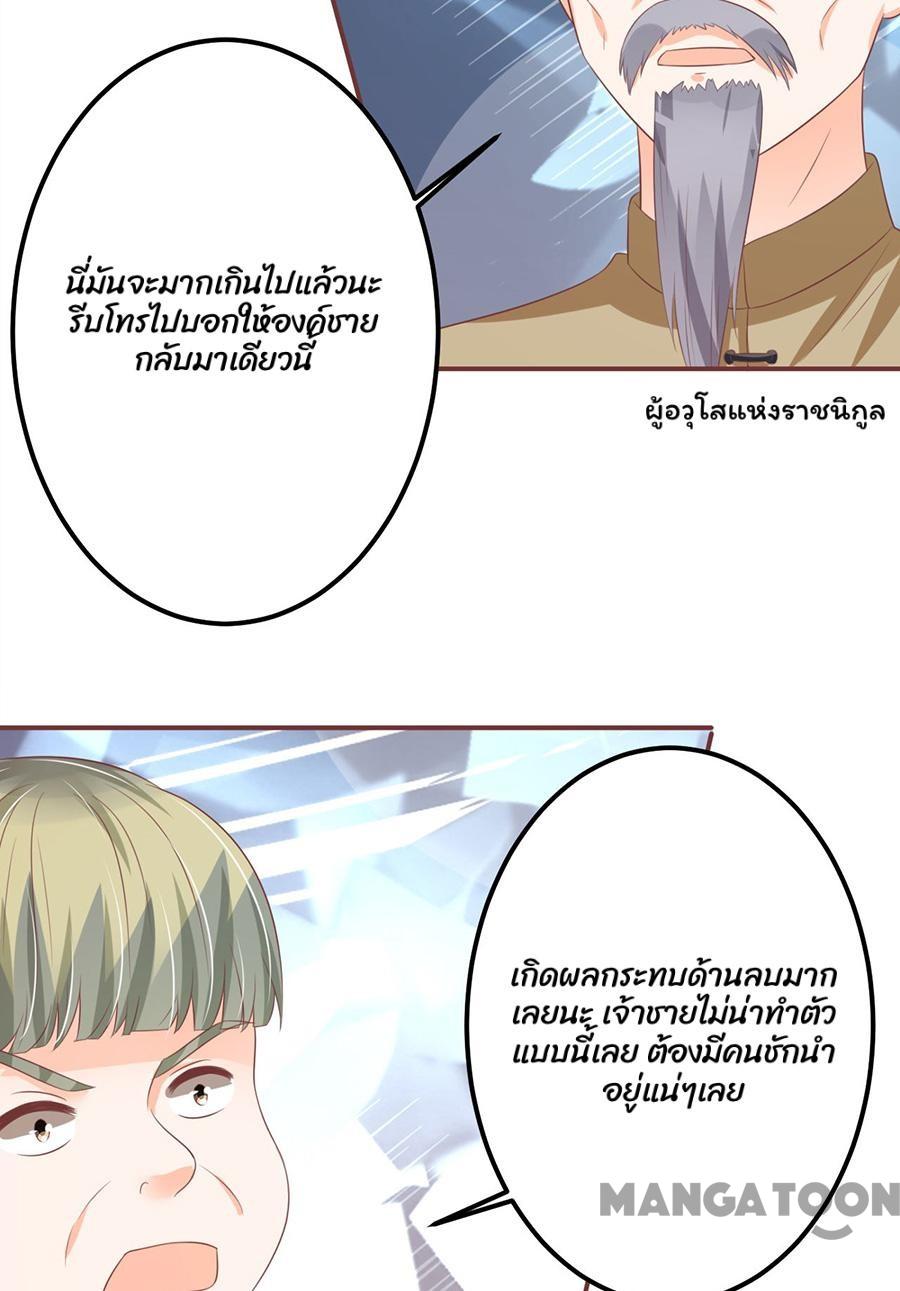 นี่มันจะมากเกินไปแล้วนะ
รีบโทรไปบอกให้องค์ชาย
กลับมาเดียวนี้
ผู้อวุโสแห่งราชนิกูล
เกิดผลกระทบด้านลบมาก
เลยนะ เจ้าชายไม่น่าทำตัว
แบบนี้เลย ต้องมีคนชักนำ
อยู่แน่ๆเลย
MANGATOON